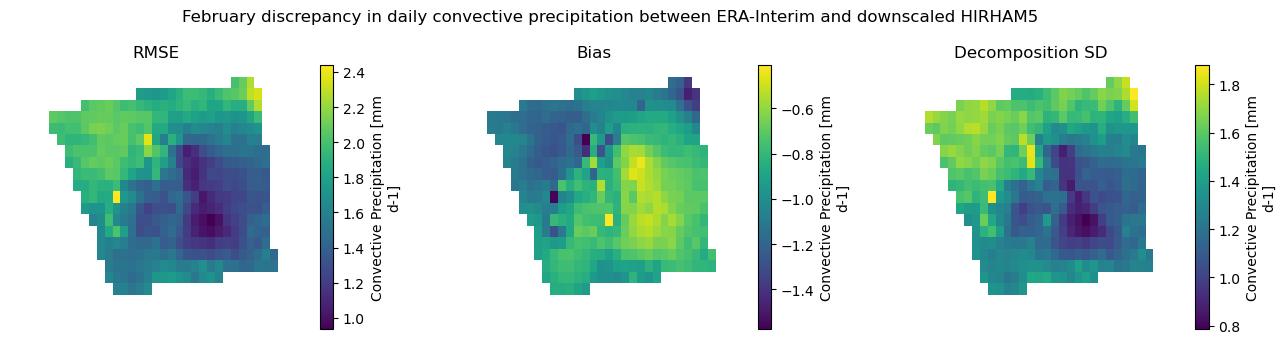 February discrepancy in daily convective precipitation between ERA-Interim and downscaled HIRHAM5
RMSE
2.4
2.2
2.0
1.8
1.6
1.4
1.2
1.0
Convective Precipitation [mm
d-1]
Bias
−0.6
−0.8
−1.0
−1.2
−1.4
Convective Precipitation [mm
d-1]
Decomposition SD
1.8
1.6
1.4
1.2
1.0
0.8
Convective Precipitation [mm
d-1]